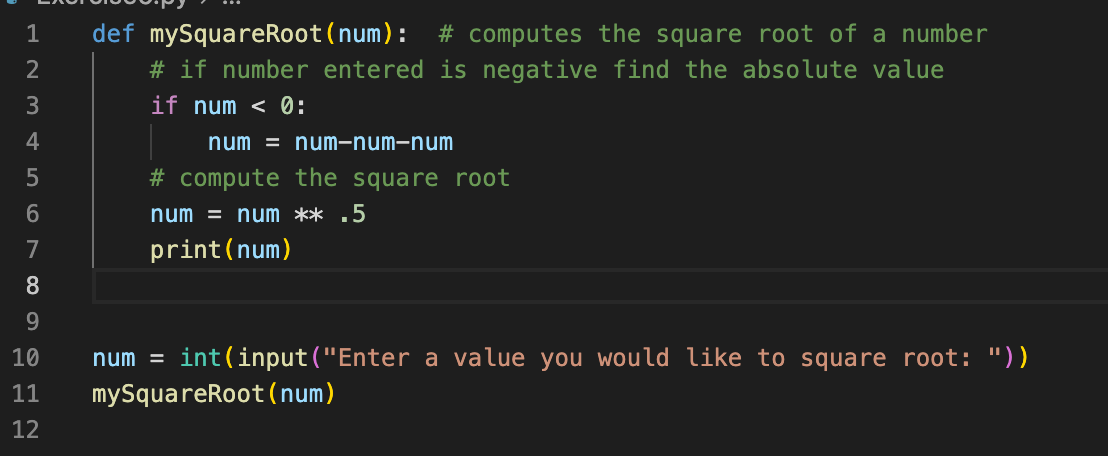 1 def mySquareRoot(num):  # computes the square root of a number
2     # if number entered is negative find the absolute value
3     if num < 0:
4         num = num-num-num
5     # compute the square root
6     num = num ** .5
7     print(num)
8
9
10 num = int(input("Enter a value you would like to square root: "))
11 mySquareRoot(num)
12